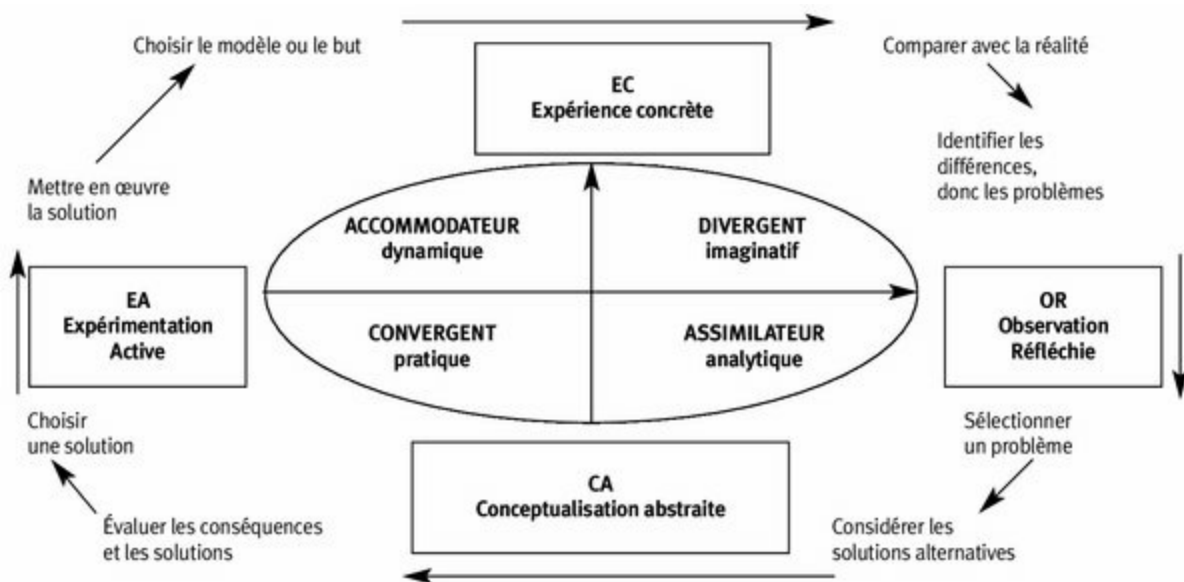 Choisir le modèle ou le but
Comparer avec la réalité
EC
Expérience concrète
Identifier les
différences,
donc les problèmes
Mettre en œuvre
la solution
ACCOMMODATEUR
dynamique
DIVERGENT
imaginatif
EA
Expérimentation
Active
OR
Observation
Réfléchie
CONVERGENT
pratique
ASSIMILATEUR
analytique
Choisir
une solution
Sélectionner
un problème
CA
Conceptualisation abstraite
Évaluer les conséquences
et les solutions
Considérer les
solutions alternatives